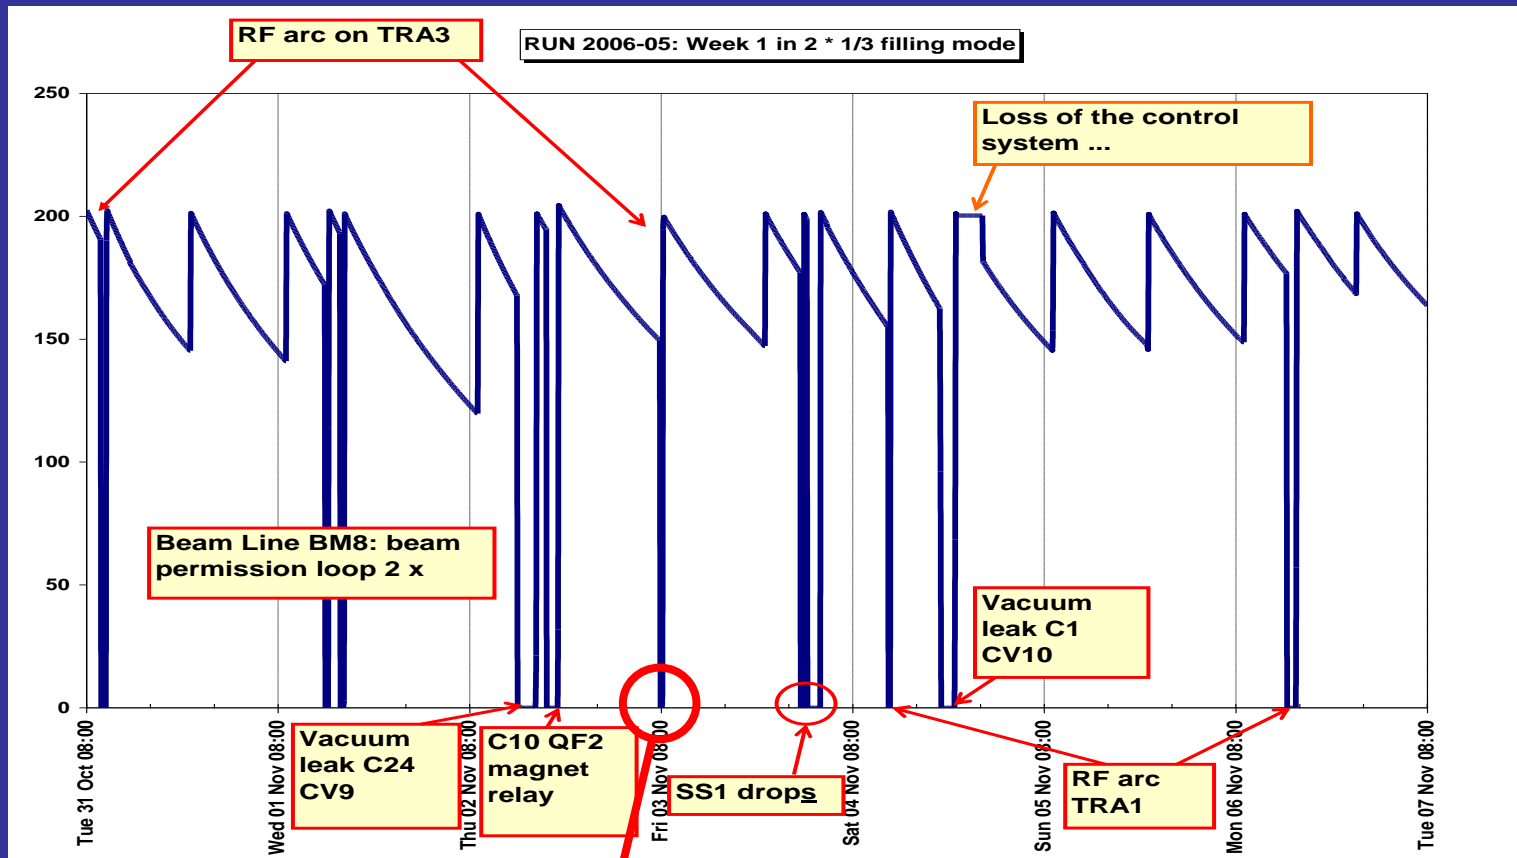 RF arc on TRA3
RUN 2006-05: Week 1 in 2 * 1/3 filling mode
Loss of the control
system ...
250
200
150
100
50
0
Beam Line BM8: beam
permission loop 2 x
Vacuum
leak C1
CV10
Vacuum
leak C24
CV9
C10 QF2
magnet
relay
SS1 drops
RF arc
TRA1
Tue 31 Oct 08:00
Wed 01 Nov 08:00
Thu 02 Nov 08:00
Fri 03 Nov 08:00
Sat 04 Nov 08:00
Sun 05 Nov 08:00
Mon 06 Nov 08:00
Tue 07 Nov 08:00